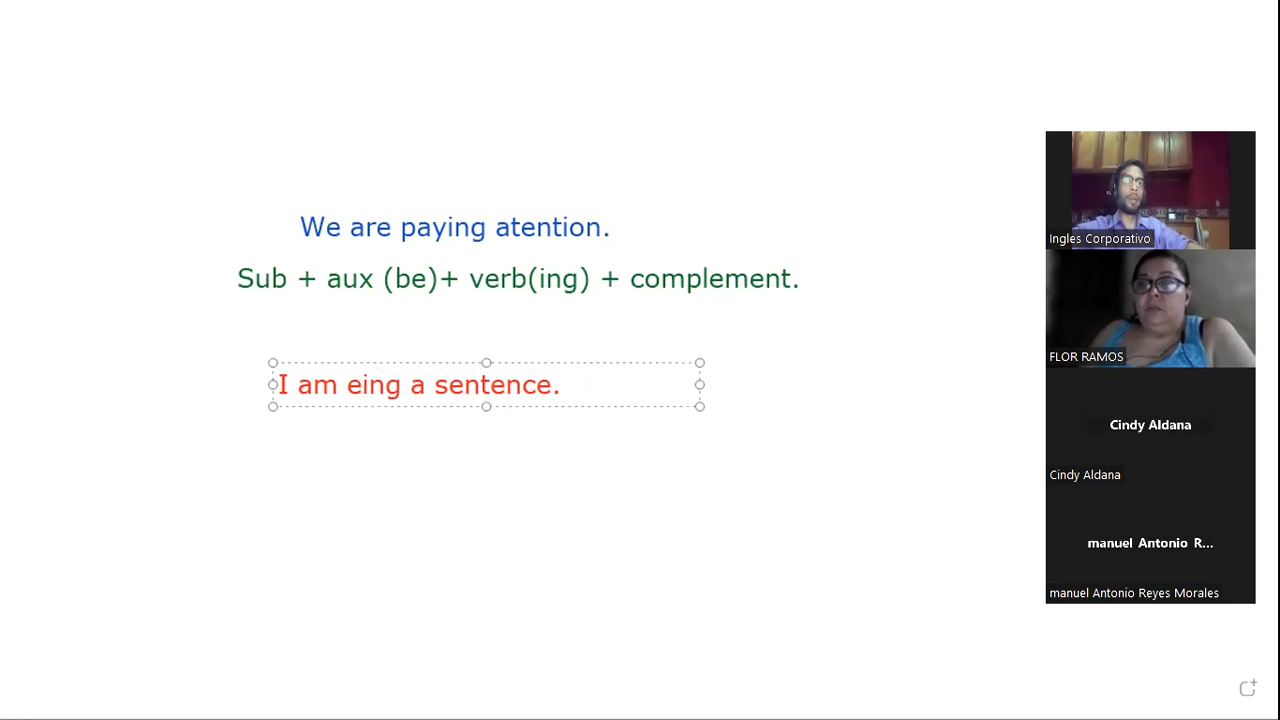 We are paying atention.
Sub + aux (be)+ verb(ing) + complement.
I am eing a sentence.
Ingles Corporativo
FLOR RAMOS
Cindy Aldana
Cindy Aldana
manuel Antonio R...
manuel Antonio Reyes Morales